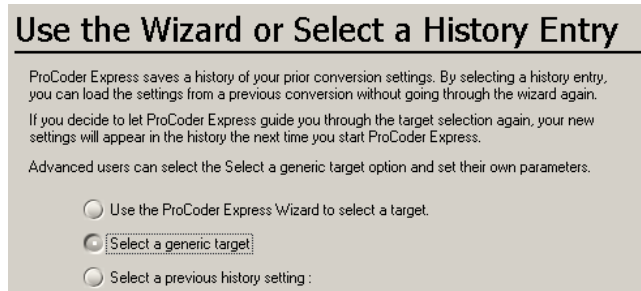 Use the Wizard or Select a History Entry
ProCoder Express saves a history of your prior conversion settings. By selecting a history entry,
you can load the settings from a previous conversion without going through the wizard again.
If you decide to let ProCoder Express guide you through the target selection again, your new
settings will appear in the history the next time you start ProCoder Express.
Advanced users can select the Select a generic target option and set their own parameters.
Use the ProCoder Express Wizard to select a target.
Select a generic target
Select a previous history setting :